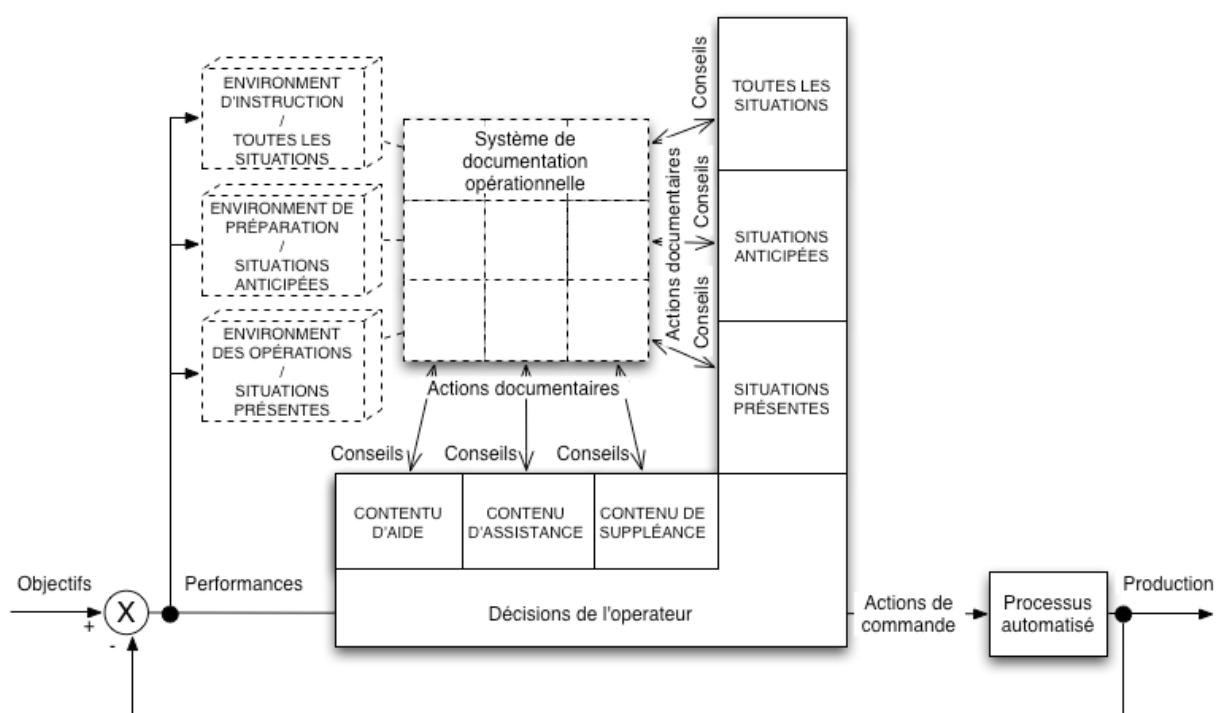 ENVIRONMENT
D'INSTRUCTION
/
TOUTES LES
SITUATIONS
ENVIRONMENT DE
PRÉPARATION
/
SITUATIONS
ANTICIPÉES
ENVIRONMENT
DES OPÉRATIONS
/
SITUATIONS
PRÉSENTES
Système de
documentation
opérationnelle
Conseils
Conseils
Conseils
Actions documentaires
TOUTES LES
SITUATIONS
SITUATIONS
ANTICIPÉES
SITUATIONS
PRÉSENTES
Actions documentaires
Conseils
Conseils
Conseils
CONTENTU
D'AIDE
CONTENU
D'ASSISTANCE
CONTENU DE
SUPPLÉANCE
Objectifs
+
-
X
Performances
Décisions de l'operateur
Actions de
commande
Processus
automatisé
Production